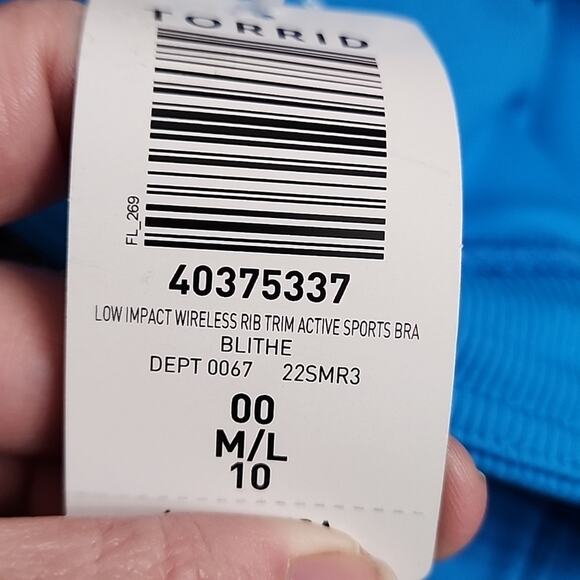 TORRID
FL_269
40375337
LOW IMPACT WIRELESS RIB TRIM ACTIVE SPORTS BRA
BLITHE
DEPT 0067 22SMR3
00
M/L
10